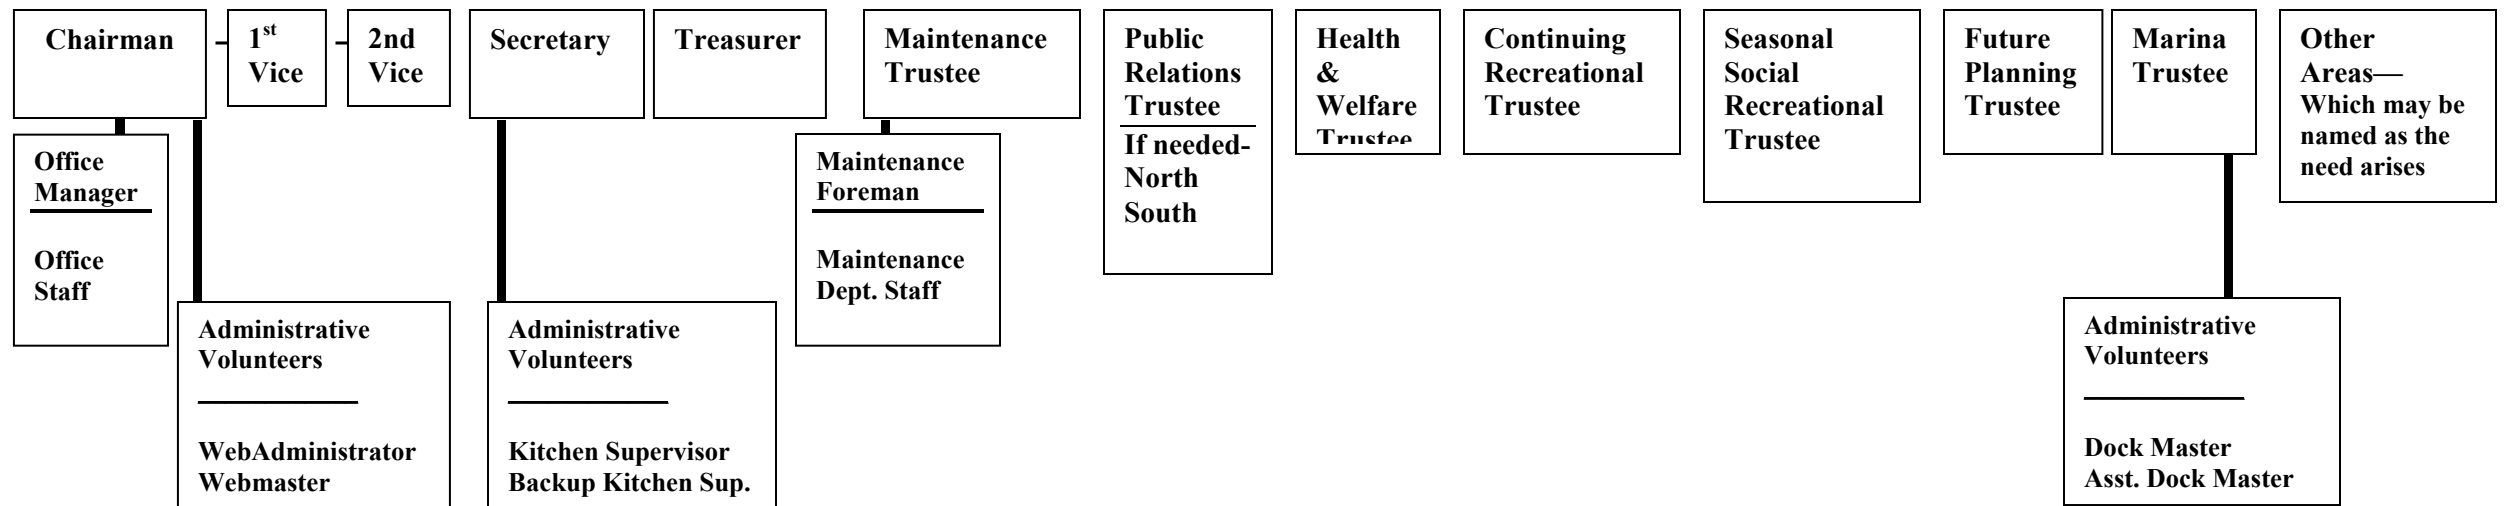 Chairman
1st
Vice
2nd
Vice
Secretary
Treasurer
Maintenance
Trustee
Public
Relations
Trustee
If needed-
North
South
Health
&
Welfare
Trustee
Continuing
Recreational
Trustee
Seasonal
Social
Recreational
Trustee
Future
Planning
Trustee
Marina
Trustee
Other
Areas—
Which may be
named as the
need arises
Office
Manager
Office
Staff
Administrative
Volunteers
WebAdministrator
Webmaster
Administrative
Volunteers
Kitchen Supervisor
Backup Kitchen Sup.
Maintenance
Foreman
Maintenance
Dept. Staff
Administrative
Volunteers
Dock Master
Asst. Dock Master